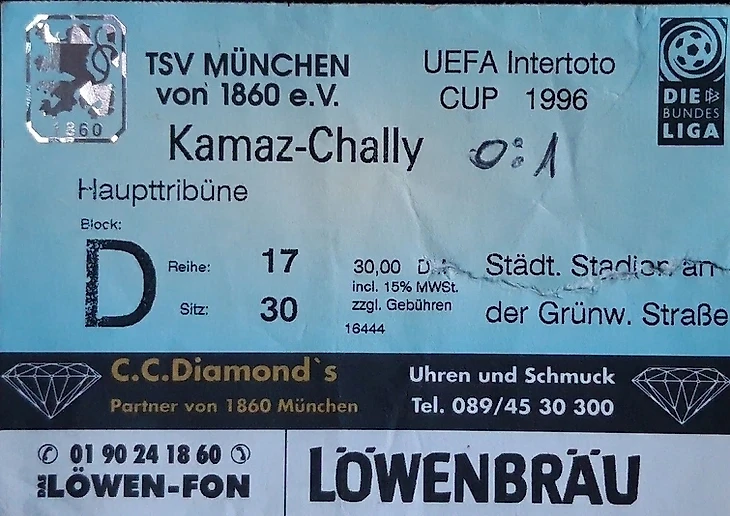 1860
TSV MÜNCHEN
von 1860 e.V.
UEFA Intertoto
CUP 1996
DIE
BUNDES
LIGA
Kamaz-Chally 0:1
Haupttribüne
Block:
D
Reihe: 17
Sitz: 30
30,00
incl. 15% MWSt.
zzgl. Gebühren
16444
Städt. Stadion an
der Grünw. Straße
C.C.Diamond`s
Partner von 1860 München
Uhren und Schmuck
Tel. 089/45 30 300
✆ 01 90 24 18 60 ✆
DAS LÖWEN-FON
LÖWENBRÄU